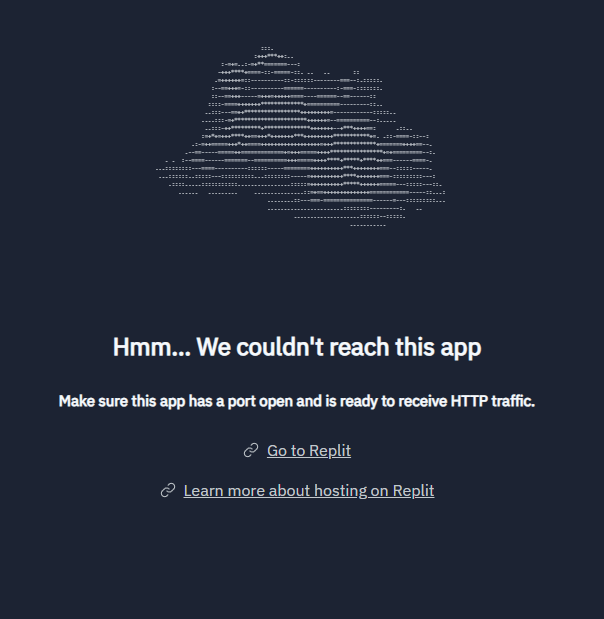 Hmm... We couldn't reach this app
Make sure this app has a port open and is ready to receive HTTP traffic.
Go to Replit
Learn more about hosting on Replit